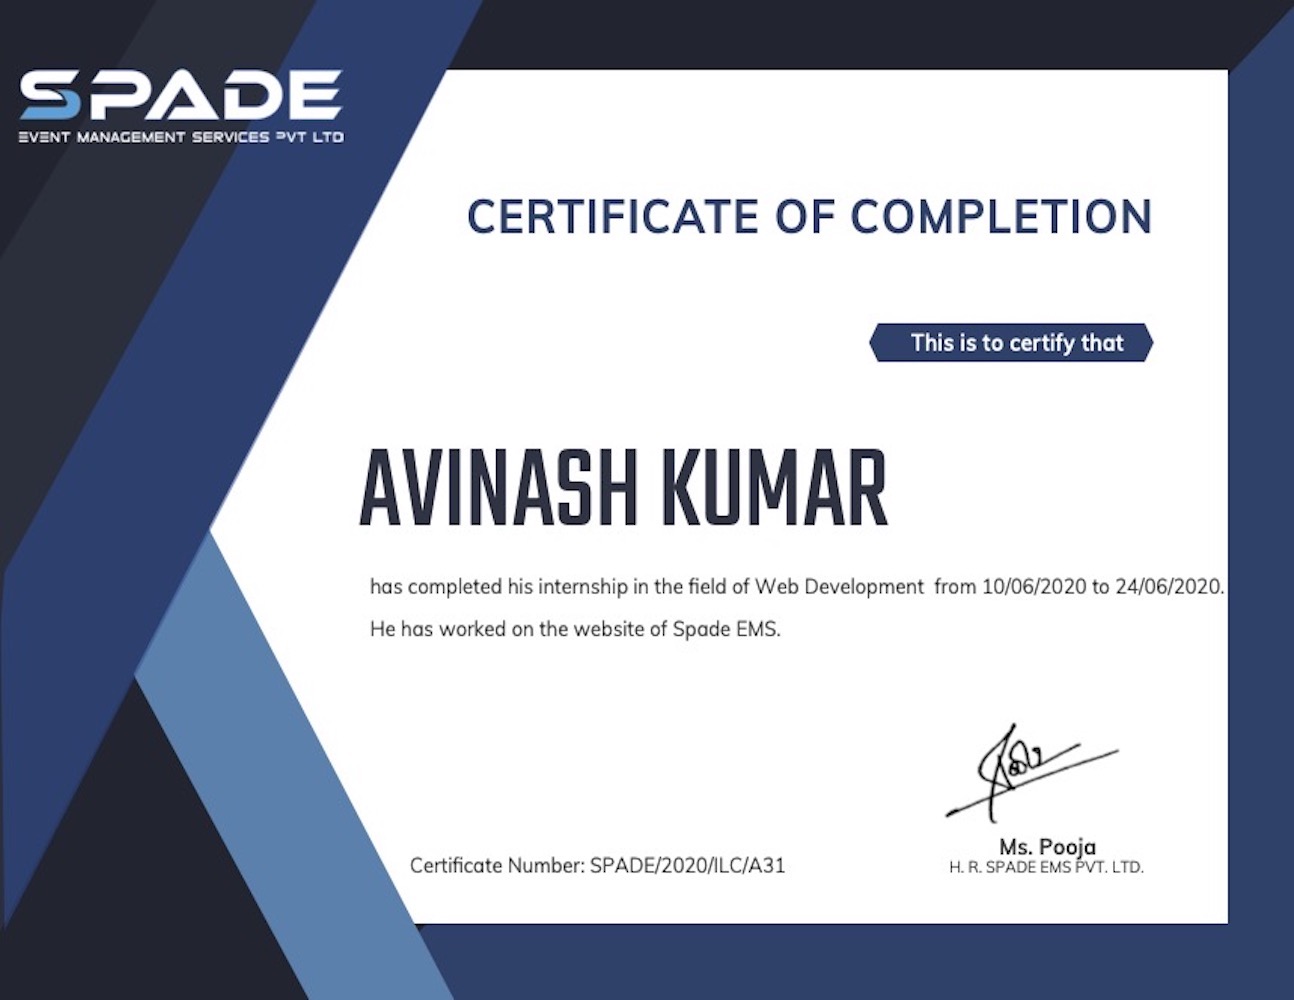 SPADE
EVENT MANAGEMENT SERVICES PVT LTD
CERTIFICATE OF COMPLETION
This is to certify that
AVINASH KUMAR
has completed his internship in the field of Web Development from 10/06/2020 to 24/06/2020.
He has worked on the website of Spade EMS.
Ms. Pooja
H. R. SPADE EMS PVT. LTD.
Certificate Number: SPADE/2020/ILC/A31